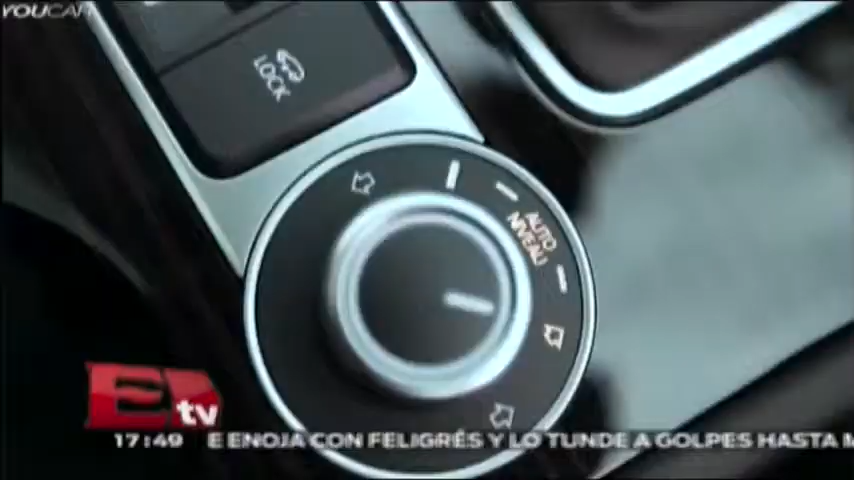 YOUCAR
LOCK
AUTO
NIVEAU
E tv
17:49 E ENOJA CON FELIGRÉS Y LO TUNDE A GOLPES HASTA M